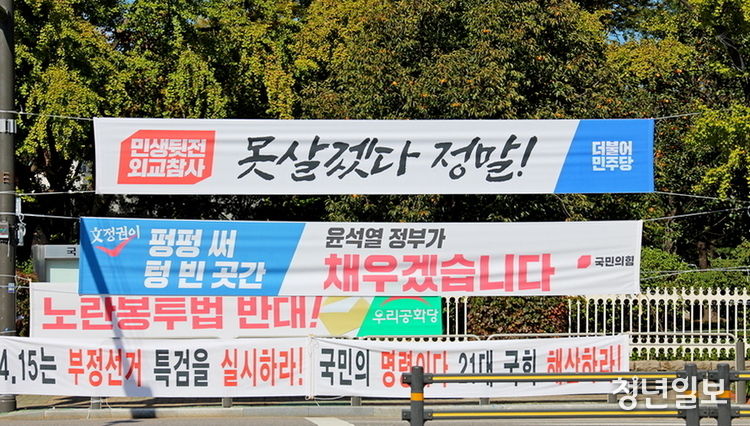 민생뒷전
외교참사
못살겠다 정말!
더불어
민주당
文정권이
펑펑 써
텅 빈 곳간
윤석열 정부가
채우겠습니다
국민의힘
국
노란봉투법 반대!
우리공화당
4.15는 부정선거 특검을 실시하라!
국민의 명령이다 21대 국회 해산하라!
청년일보